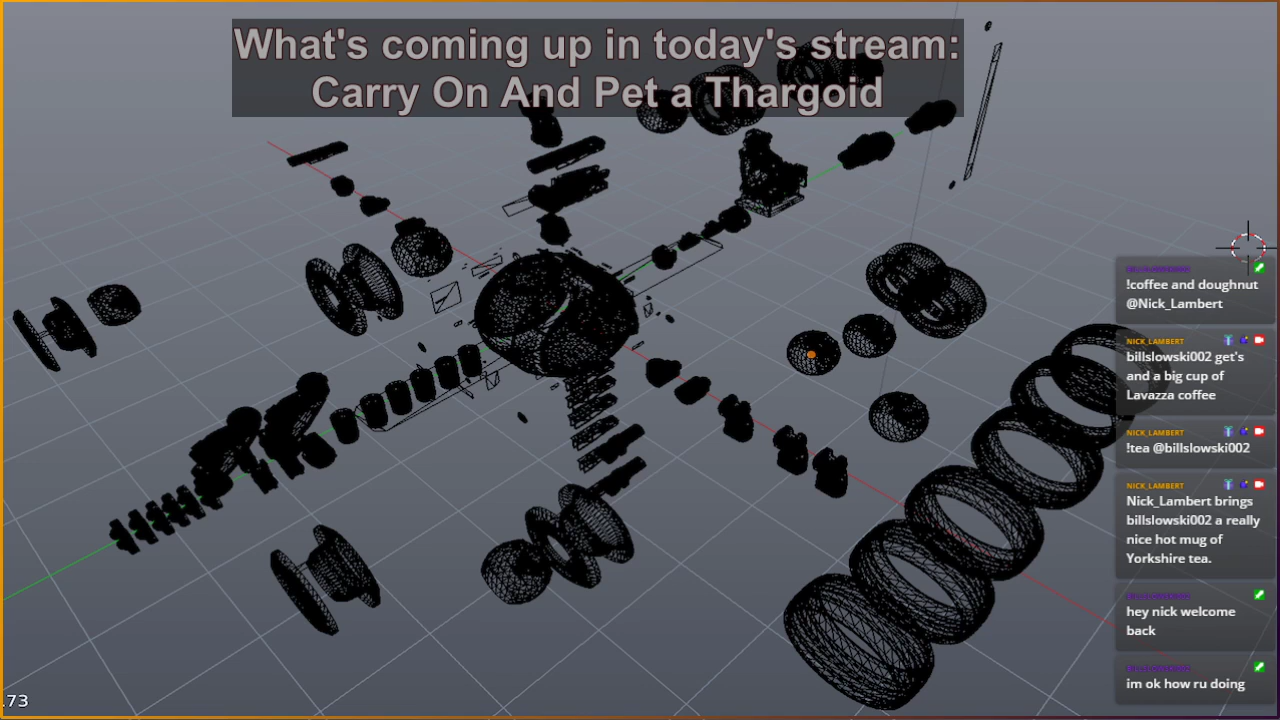 What's coming up in today's stream:
Carry On And Pet a Thargoid
!coffee and doughnut
@Nick_Lambert
NICK_LAMBERT
billslowski002 get's
and a big cup of
Lavazza coffee
NICK_LAMBERT
!tea @billslowski002
NICK_LAMBERT
Nick_Lambert brings
billslowski002 a really
nice hot mug of
Yorkshire tea.
BILLSLOWSKI002
hey nick welcome
back
BILLSLOWSKI002
im ok how ru doing
.73